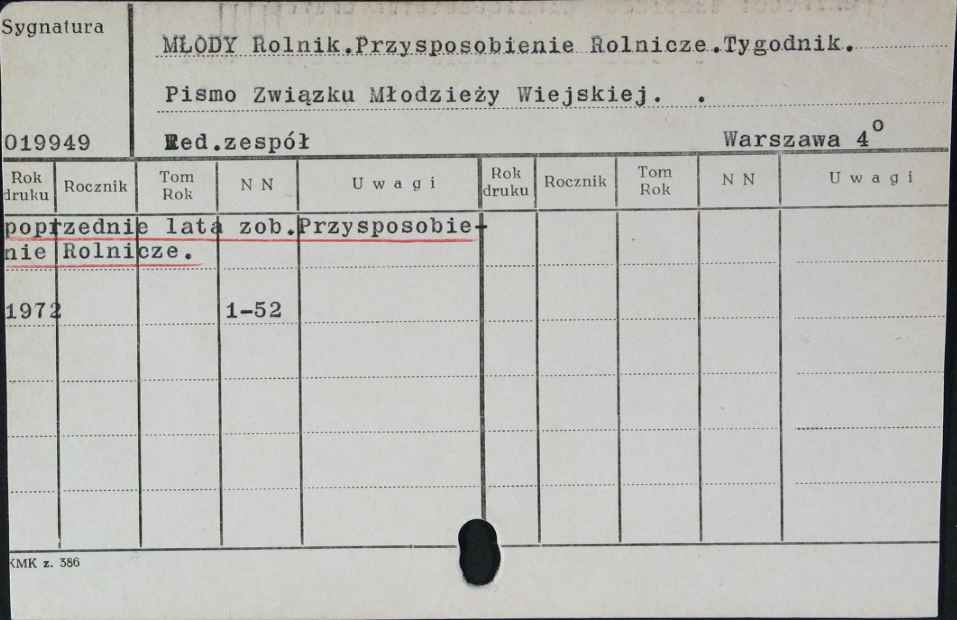 Sygnatura
MŁODY Rolnik.Przysposobienie Rolnicze.Tygodnik.
Pismo Związku Młodzieży Wiejskiej. .
019949 Red.zespół Warszawa 4º
Rok druku Rocznik Tom Rok N N U w a g i Rok druku Rocznik Tom Rok N N U w a g i
poprzednie lata zob.Przysposobie-
nie Rolnicze.
1972 1-52
KMK z. 386